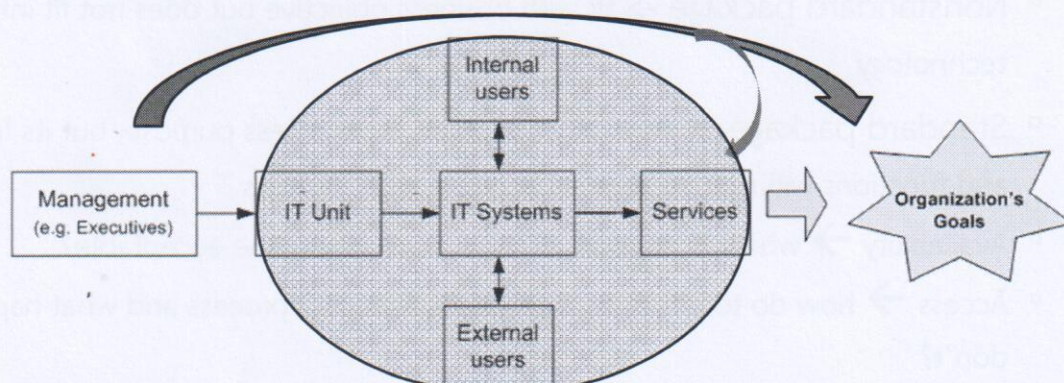 Internal
users
Management
(e.g. Executives)
IT Unit
IT Systems
Services
Organization's
Goals
External
users